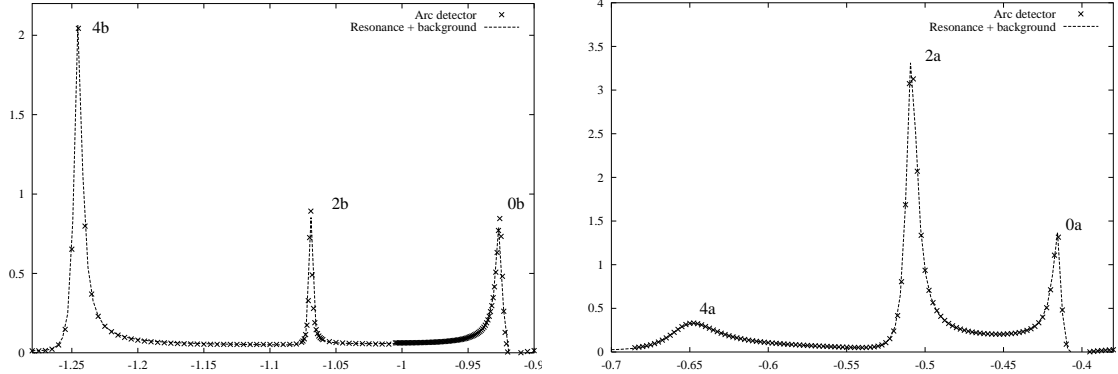 Arc detector
Resonance + background
4b
2b
0b
2
1.5
1
0.5
0
-1.25
-1.2
-1.15
-1.1
-1.05
-1
-0.95
-0.9
Arc detector
Resonance + background
2a
0a
4a
4
3.5
3
2.5
2
1.5
1
0.5
0
-0.7
-0.65
-0.6
-0.55
-0.5
-0.45
-0.4